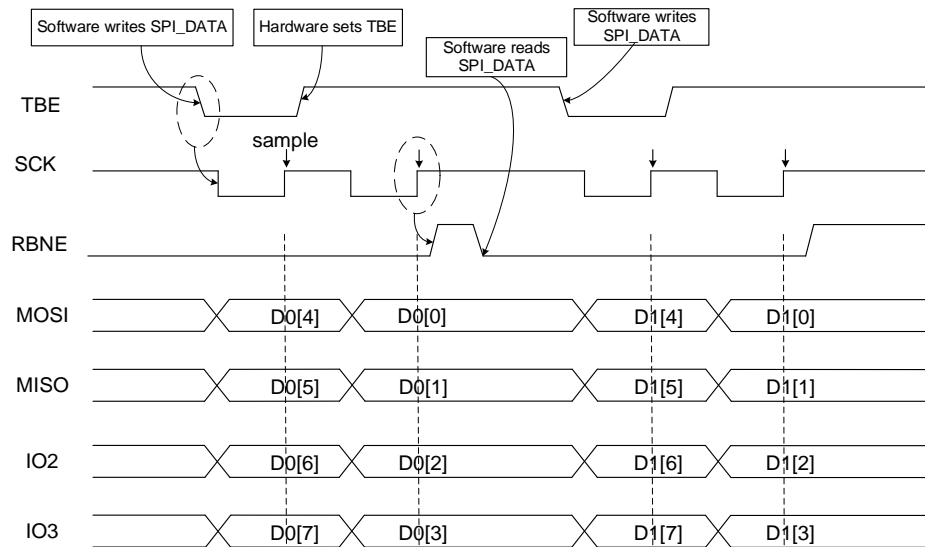 Software writes SPI_DATA
Hardware sets TBE
Software reads
SPI_DATA
Software writes
SPI_DATA
TBE
sample
SCK
RBNE
MOSI
D0[4]
D0[0]
D1[4]
D1[0]
MISO
D0[5]
D0[1]
D1[5]
D1[1]
IO2
D0[6]
D0[2]
D1[6]
D1[2]
IO3
D0[7]
D0[3]
D1[7]
D1[3]